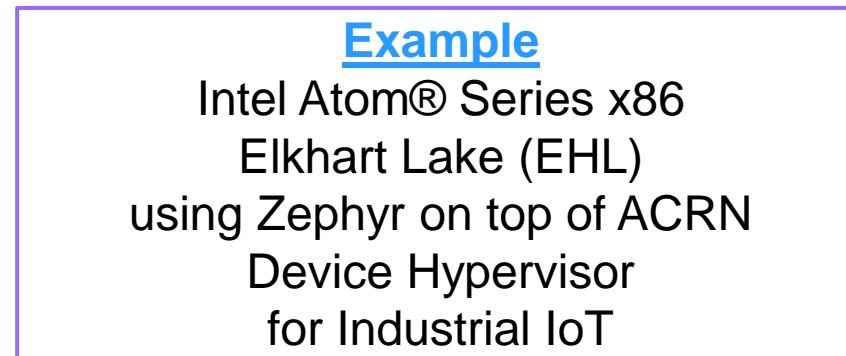 Example
Intel Atom® Series x86
Elkhart Lake (EHL)
using Zephyr on top of ACRN
Device Hypervisor
for Industrial IoT